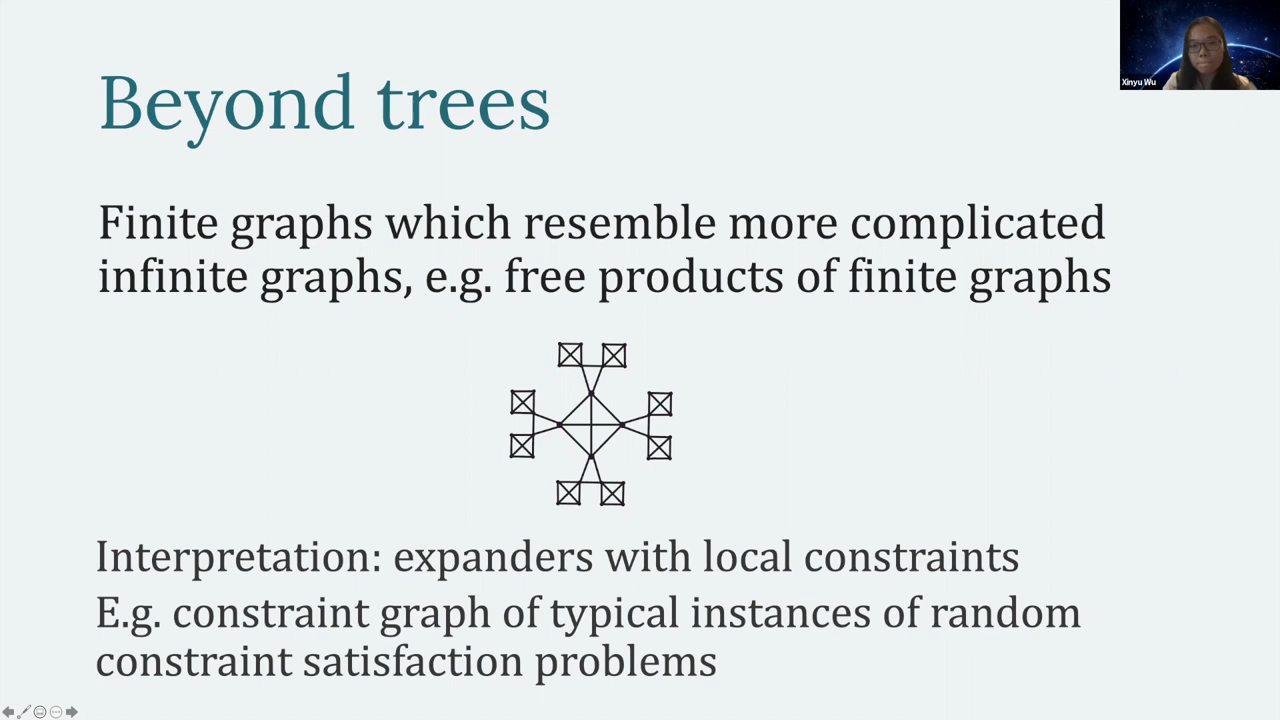 Xinyu Wu
Beyond trees
Finite graphs which resemble more complicated
infinite graphs, e.g. free products of finite graphs
Interpretation: expanders with local constraints
E.g. constraint graph of typical instances of random
constraint satisfaction problems